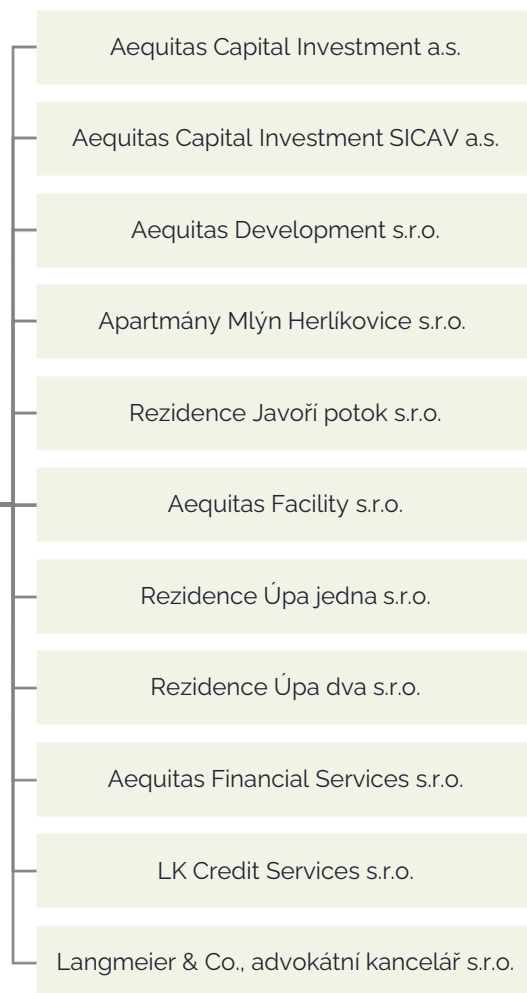 Aequitas Capital Investment a.s.
Aequitas Capital Investment SICAV a.s.
Aequitas Development s.r.o.
Apartmány Mlýn Herlíkovice s.r.o.
Rezidence Javoří potok s.r.o.
Aequitas Facility s.r.o.
Rezidence Úpa jedna s.r.o.
Rezidence Úpa dva s.r.o.
Aequitas Financial Services s.r.o.
LK Credit Services s.r.o.
Langmeier & Co., advokátní kancelář s.r.o.